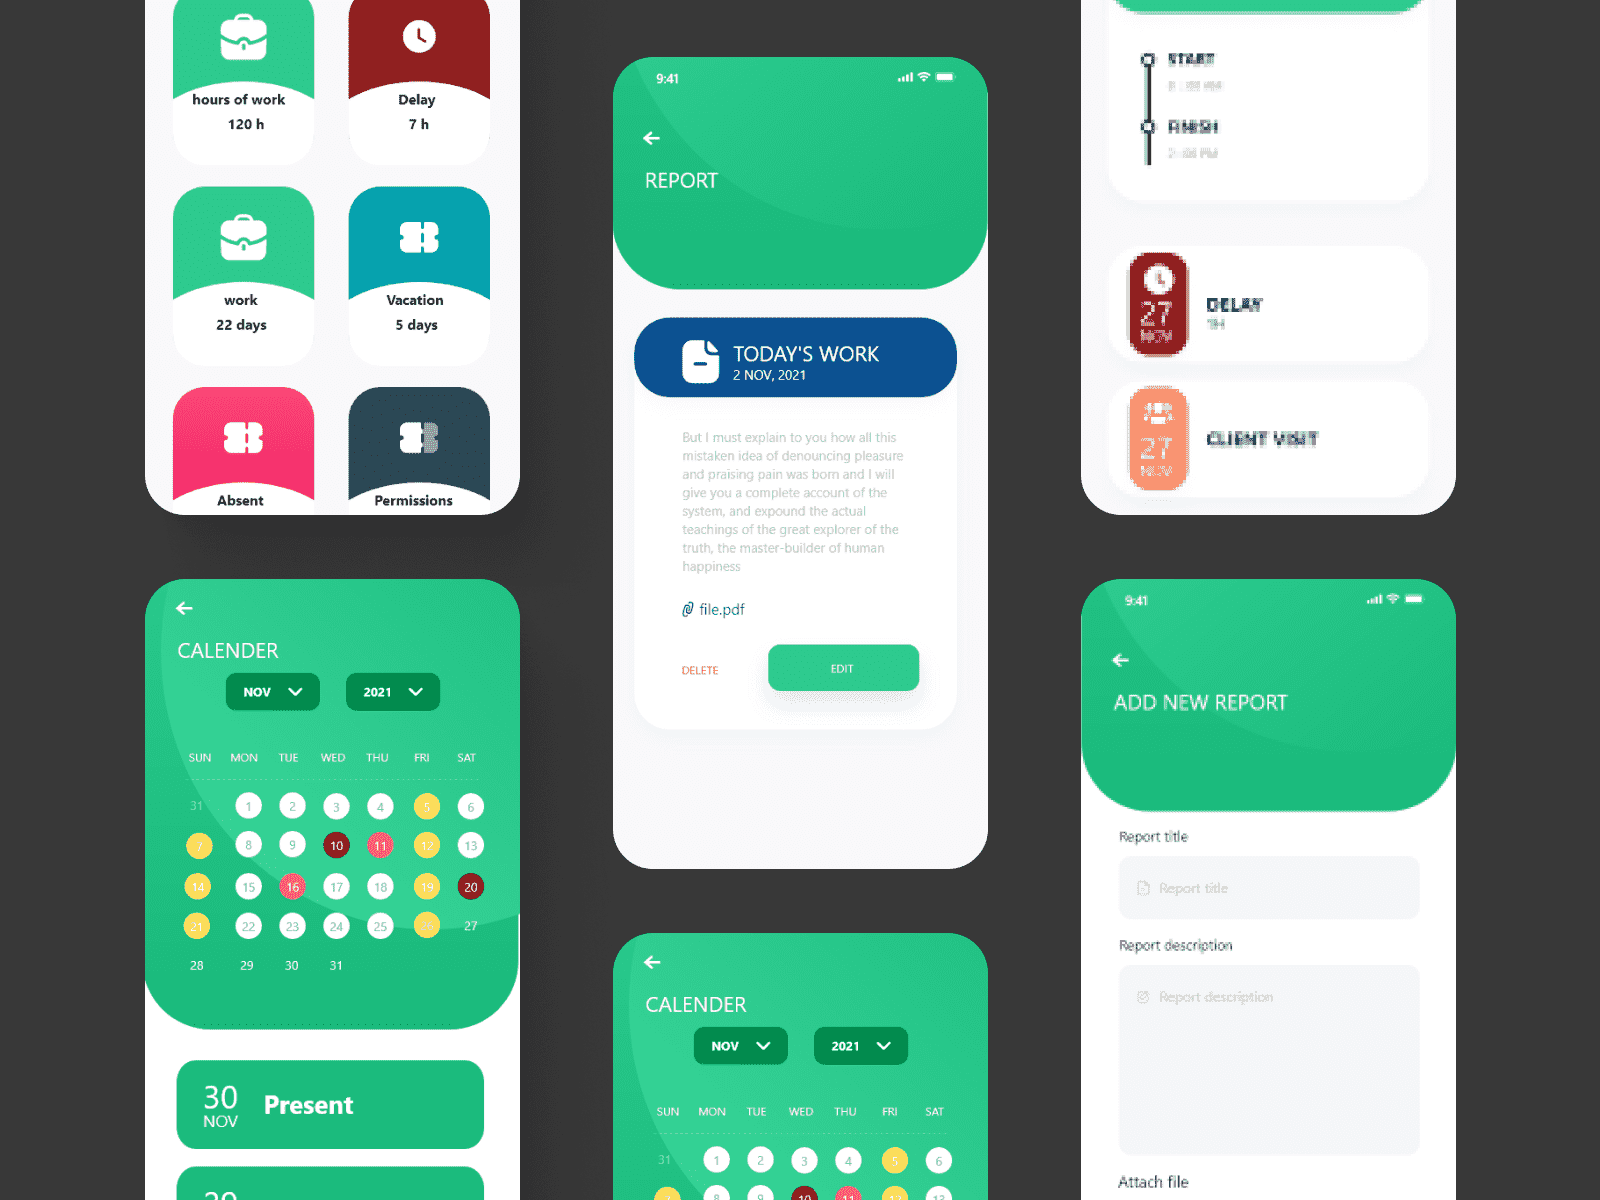 hours of work
120 h
Delay
7 h
work
22 days
Vacation
5 days
Absent
Permissions
CALENDER
NOV
2021
SUN MON TUE WED THU FRI SAT
31 1 2 3 4 5 6
7 8 9 10 11 12 13
14 15 16 17 18 19 20
21 22 23 24 25 27
28 29 30 31
30
NOV
Present
9:41
REPORT
TODAY'S WORK
2 NOV, 2021
But I must explain to you how all this
mistaken idea of denouncing pleasure
and praising pain was born and I will
give you a complete account of the
system, and expound the actual
teachings of the great explorer of the
truth, the master-builder of human
happiness
file.pdf
DELETE
EDIT
CALENDER
NOV
2021
SUN MON TUE WED THU FRI SAT
31 1 2 3 4 5 6
8 9 10 11 12 13
START
FINISH
27
NOV
DELAY
1H
27
NOV
CLIENT VISIT
9:41
ADD NEW REPORT
Report title
Report title
Report description
Report description
Attach file